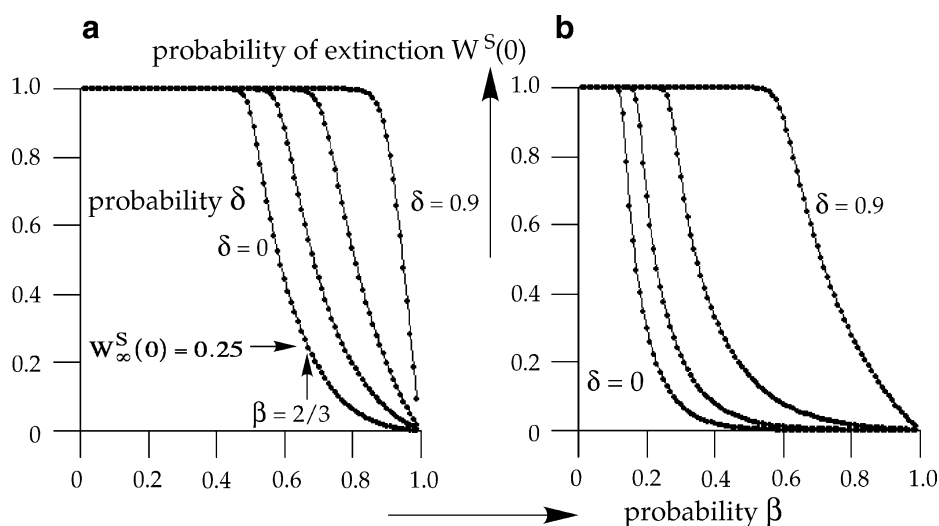 a
b
probability of extinction W^S(0)
1.0
0.8
0.6
0.4
0.2
0
probability δ
δ = 0
δ = 0.9
W^S_∞(0) = 0.25
β = 2/3
0
0.2
0.4
0.6
0.8
1.0
1.0
0.8
0.6
0.4
0.2
0
δ = 0.9
δ = 0
0
0.2
0.4
0.6
0.8
1.0
probability β